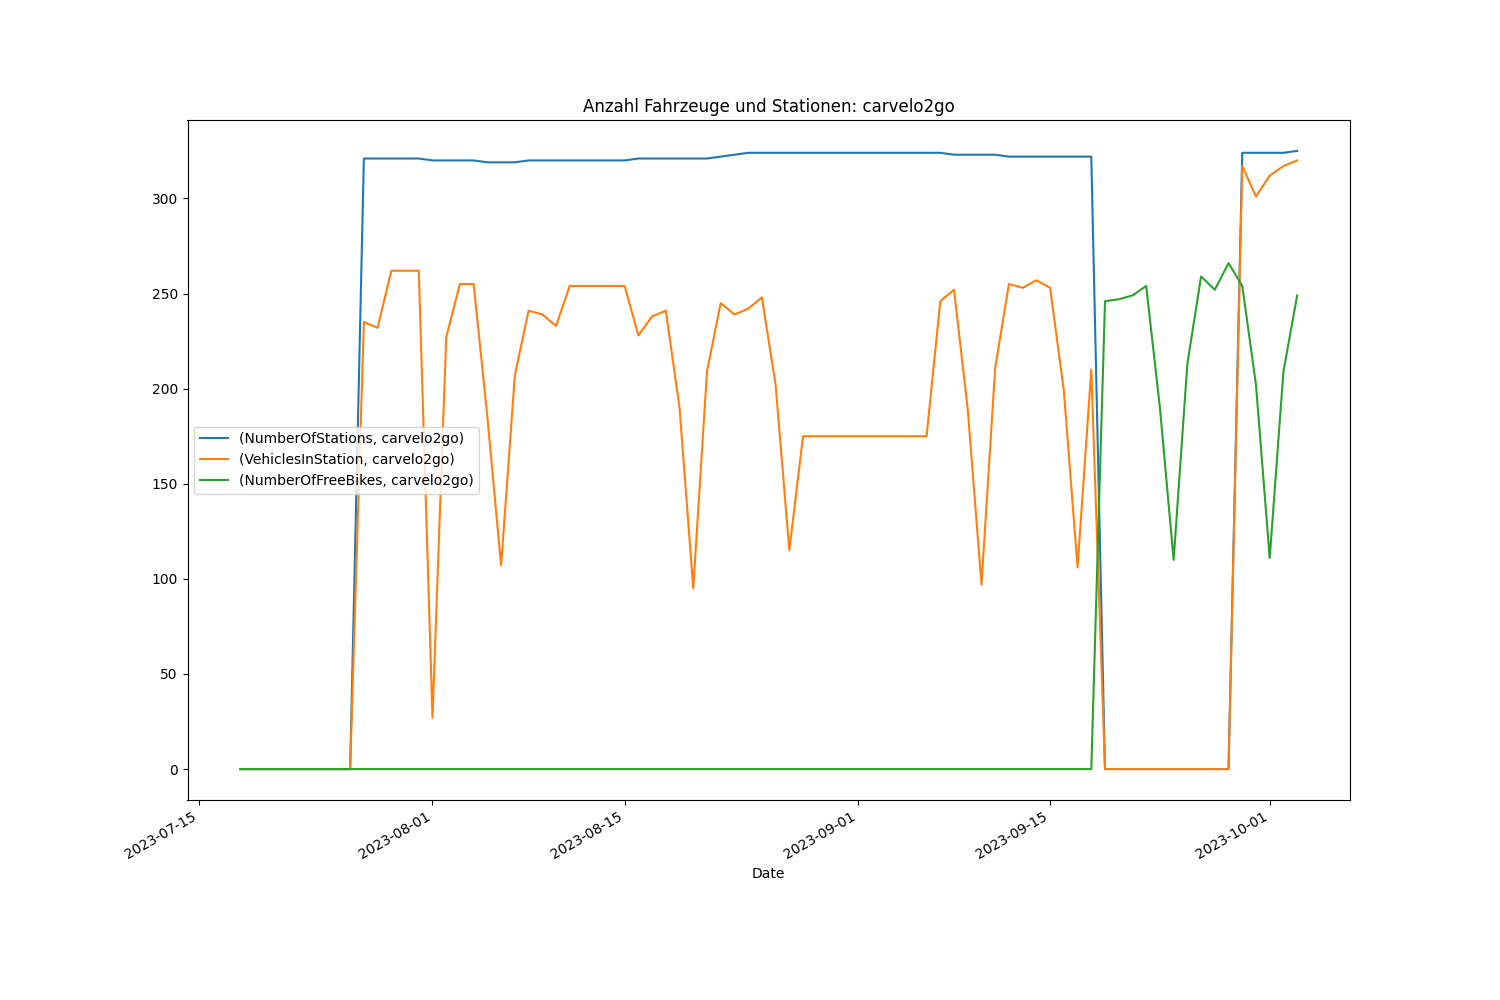 Anzahl Fahrzeuge und Stationen: carvelo2go
300
250
200
150
100
50
0
(NumberOfStations, carvelo2go)
(VehiclesInStation, carvelo2go)
(NumberOfFreeBikes, carvelo2go)
2023-07-15
2023-08-01
2023-08-15
2023-09-01
2023-09-15
2023-10-01
Date